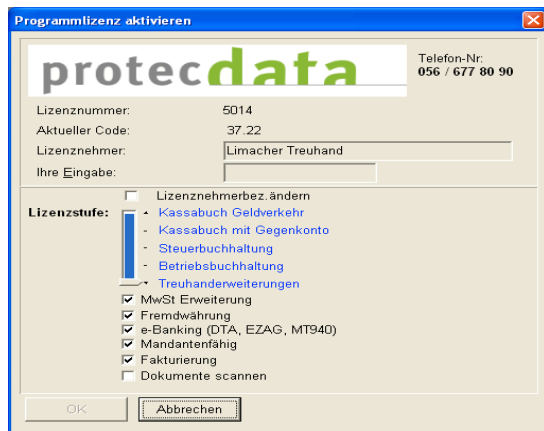 Programmlizenz aktivieren
protecdata
Telefon-Nr:
056 / 677 80 90
Lizenznummer: 5014
Aktueller Code: 37.22
Lizenznehmer: Limacher Treuhand
Ihre Eingabe:
Lizenznehmerbez.ändern
Lizenzstufe:
Kassabuch Geldverkehr
Kassabuch mit Gegenkonto
Steuerbuchhaltung
Betriebsbuchhaltung
Treuhanderweiterungen
MwSt Erweiterung
Fremdwährung
e-Banking (DTA, EZAG, MT940)
Mandantenfähig
Fakturierung
Dokumente scannen
OK Abbrechen